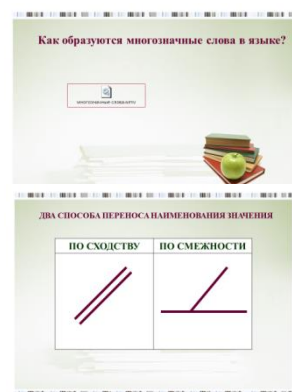 Как образуются многозначные слова в языке?
ДВА СПОСОБА ПЕРЕНОСА НАИМЕНОВАНИЯ ЗНАЧЕНИЯ
ПО СХОДСТВУ ПО СМЕЖНОСТИ